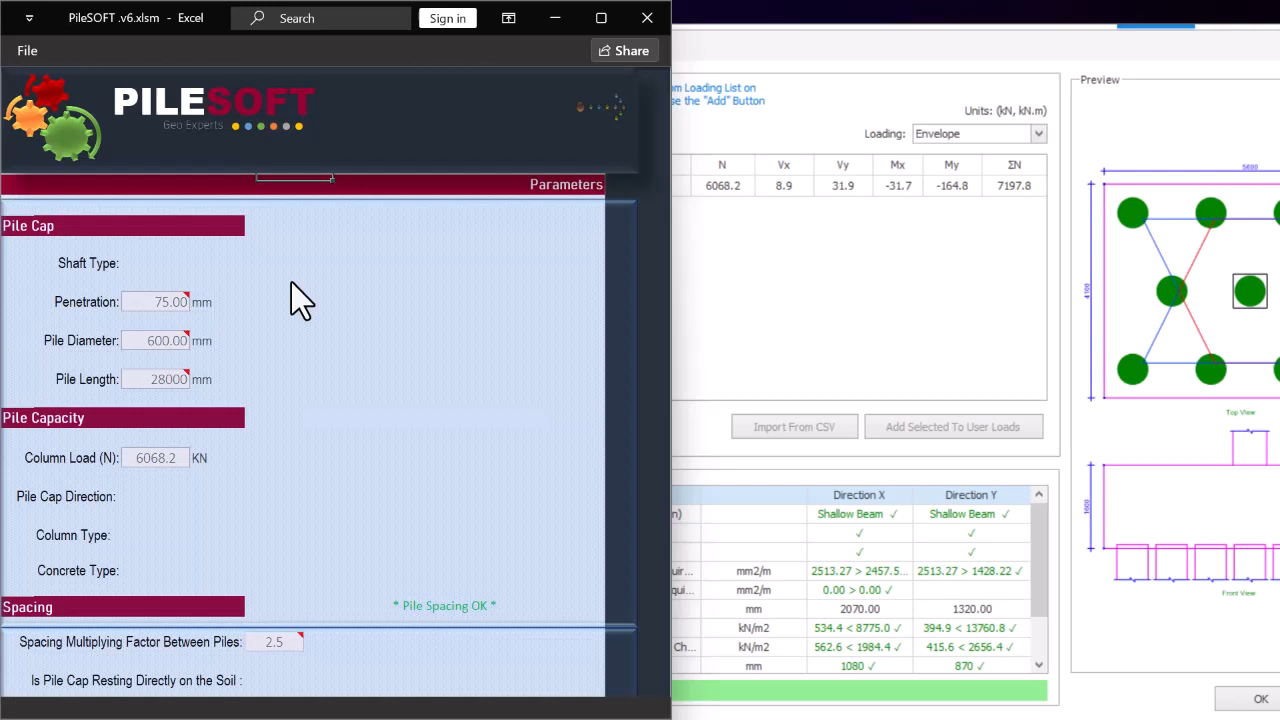 PileSOFT .v6.xlsm - Excel
Search
Sign in
File
Share
PILESOFT
Geo Experts
Parameters
Pile Cap
Shaft Type:
Penetration: 75.00 mm
Pile Diameter: 600.00 mm
Pile Length: 28000 mm
Pile Capacity
Column Load (N): 6068.2 KN
Pile Cap Direction:
Column Type:
Concrete Type:
Spacing
* Pile Spacing OK *
Spacing Multiplying Factor Between Piles: 2.5
Is Pile Cap Resting Directly on the Soil :
Loading List on
the "Add" Button
Units: (kN, kN.m)
Loading: Envelope
N Vx Vy Mx My ΣN
6068.2 8.9 31.9 -31.7 -164.8 7197.8
Import From CSV
Add Selected To User Loads
Direction X Direction Y
Shallow Beam ✓ Shallow Beam ✓
✓ ✓
✓ ✓
mm2/m 2513.27 > 2457.5... 2513.27 > 1428.22 ✓
mm2/m 0.00 > 0.00 ✓
mm 2070.00 1320.00
kN/m2 534.4 < 8775.0 ✓ 394.9 < 13760.8 ✓
Ch... kN/m2 562.6 < 1984.4 ✓ 415.6 < 2656.4 ✓
mm 1080 ✓ 870 ✓
Preview
4100
Top View
1600
Front View
OK